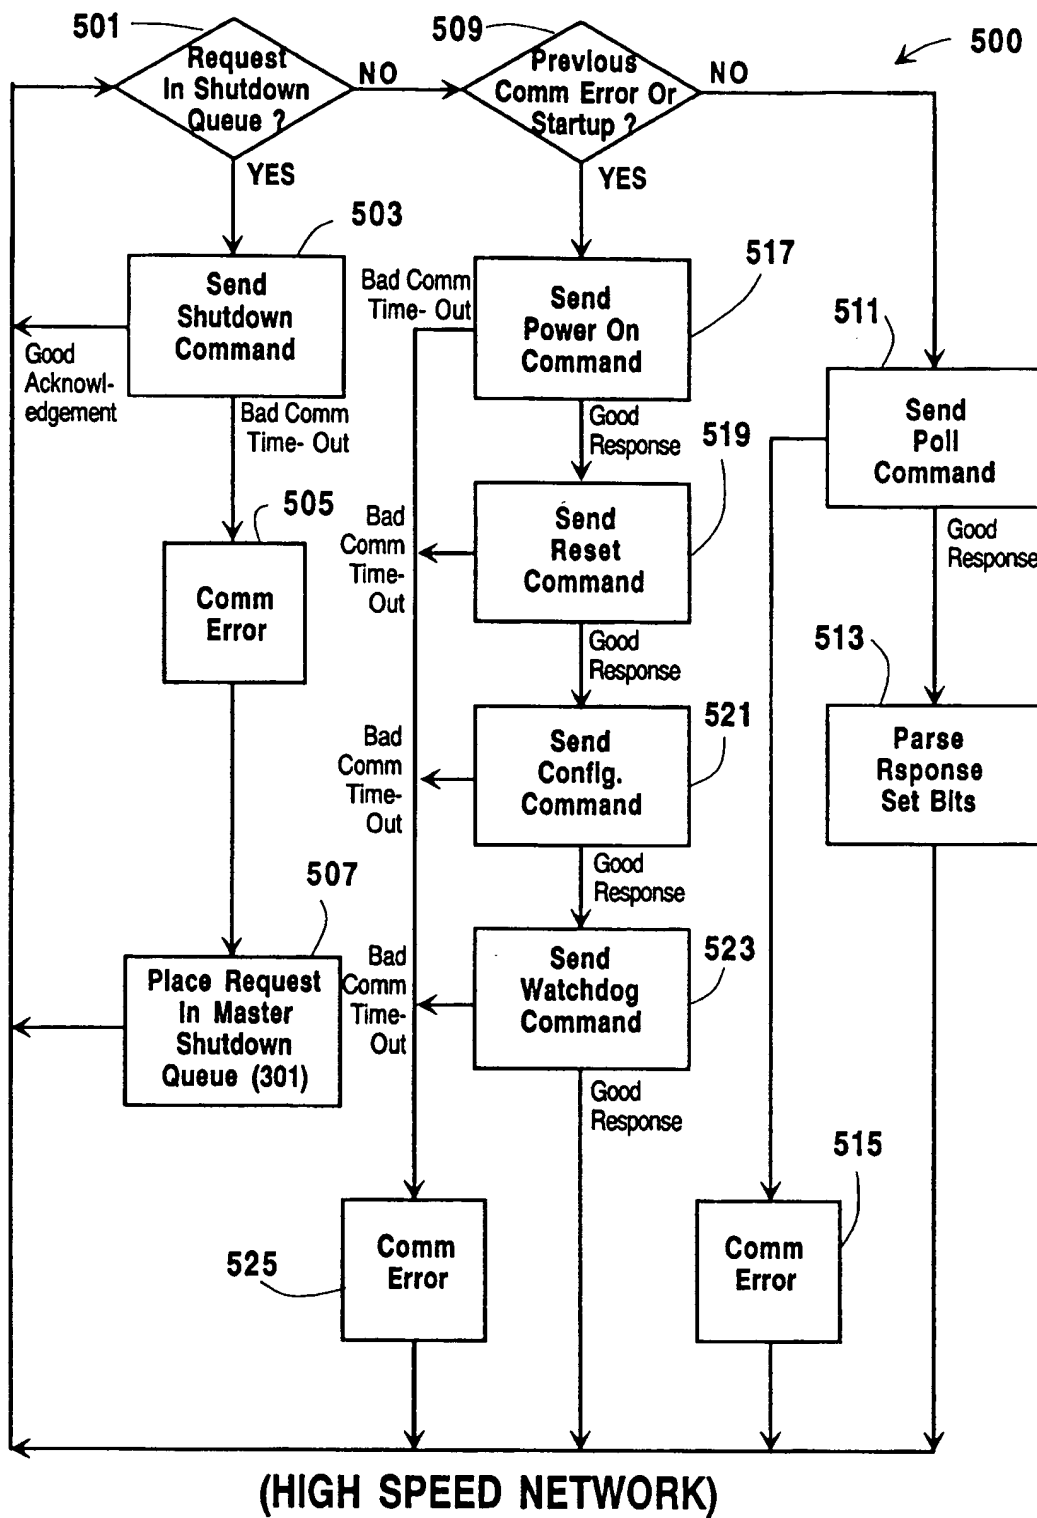 501
509
500
Request
In Shutdown
Queue ?
NO
Previous
Comm Error Or
Startup ?
NO
YES
YES
503
517
Send
Shutdown
Command
Bad Comm
Time- Out
Send
Power On
Command
511
Good
Acknowl-
edgement
Bad Comm
Time- Out
Good
Response
519
Send
Poll
Command
505
Bad
Comm
Time-
Out
Send
Reset
Command
Good
Response
Comm
Error
Good
Response
513
521
Bad
Comm
Time-
Out
Send
Config.
Command
Parse
Rsponse
Set Bits
507
Good
Response
523
Place Request
In Master
Shutdown
Queue (301)
Bad
Comm
Time-
Out
Send
Watchdog
Command
Good
Response
515
525
Comm
Error
Comm
Error
(HIGH SPEED NETWORK)